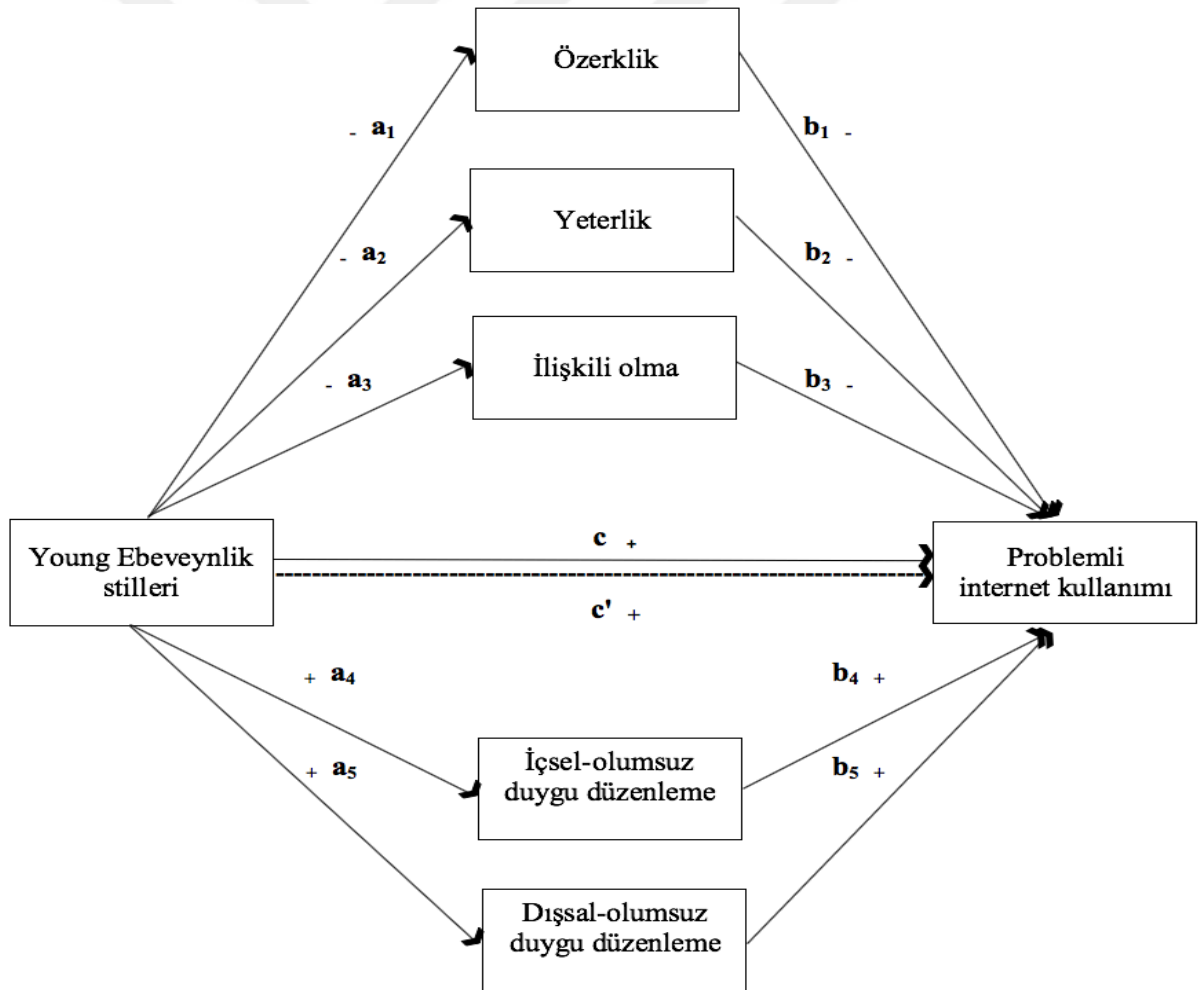 Özerklik
- a₁
b₁ -
Yeterlik
- a₂
b₂ -
İlişkili olma
- a₃
b₃ -
Young Ebeveynlik
stilleri
c +
c' +
Problemli
internet kullanımı
+ a₄
b₄ +
İçsel-olumsuz
duygu düzenleme
+ a₅
b₅ +
Dışsal-olumsuz
duygu düzenleme